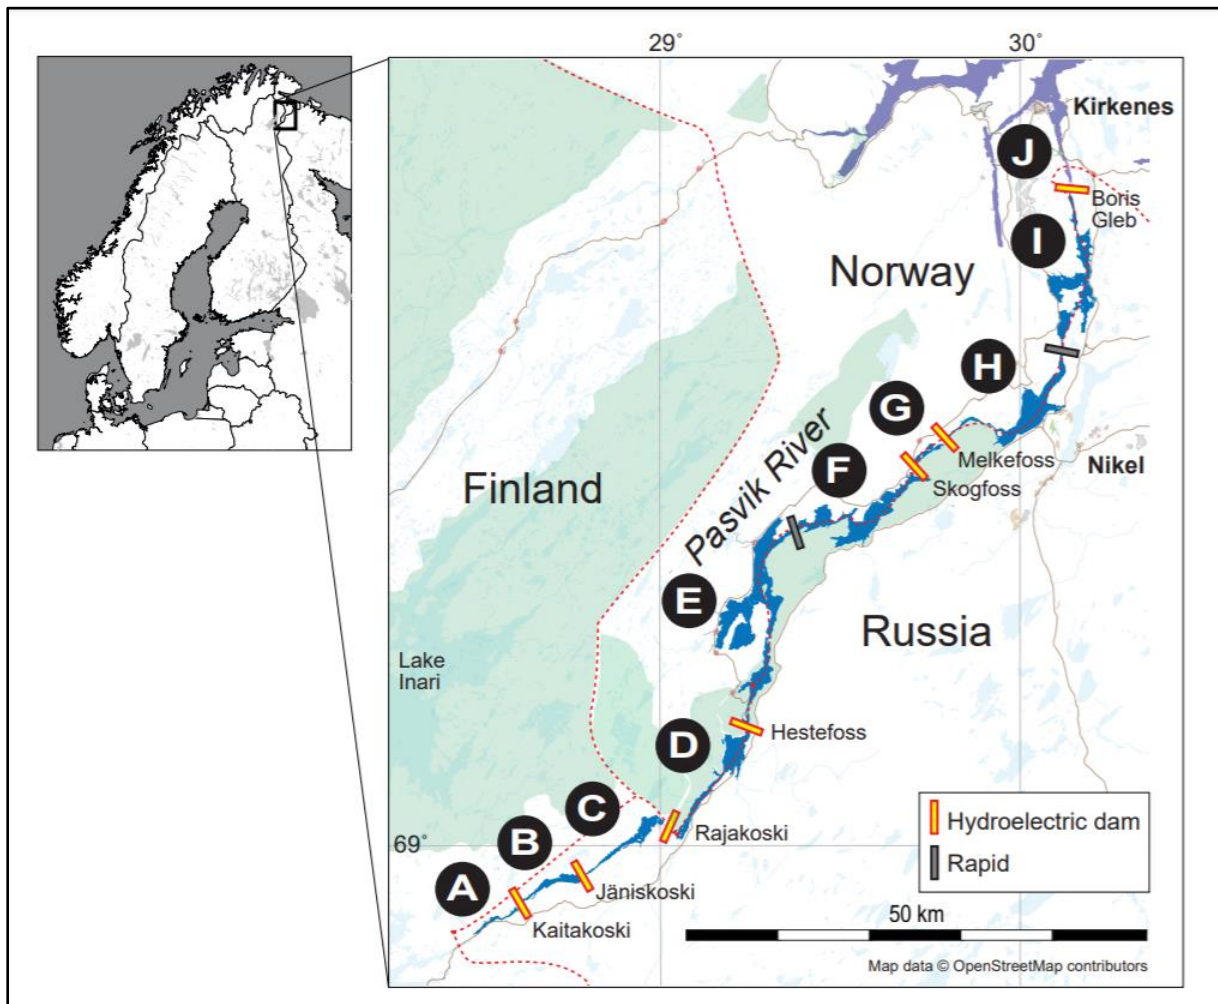 29°
30°
Kirkenes
J
Boris
Gleb
I
Norway
H
G
Melkefoss
Nikel
Skogfoss
F
Pasvik River
Finland
E
Russia
Lake
Inari
D
Hestefoss
C
Rajakoski
B
69°
A
Jäniskoski
Kaitakoski
Hydroelectric dam
Rapid
50 km
Map data © OpenStreetMap contributors